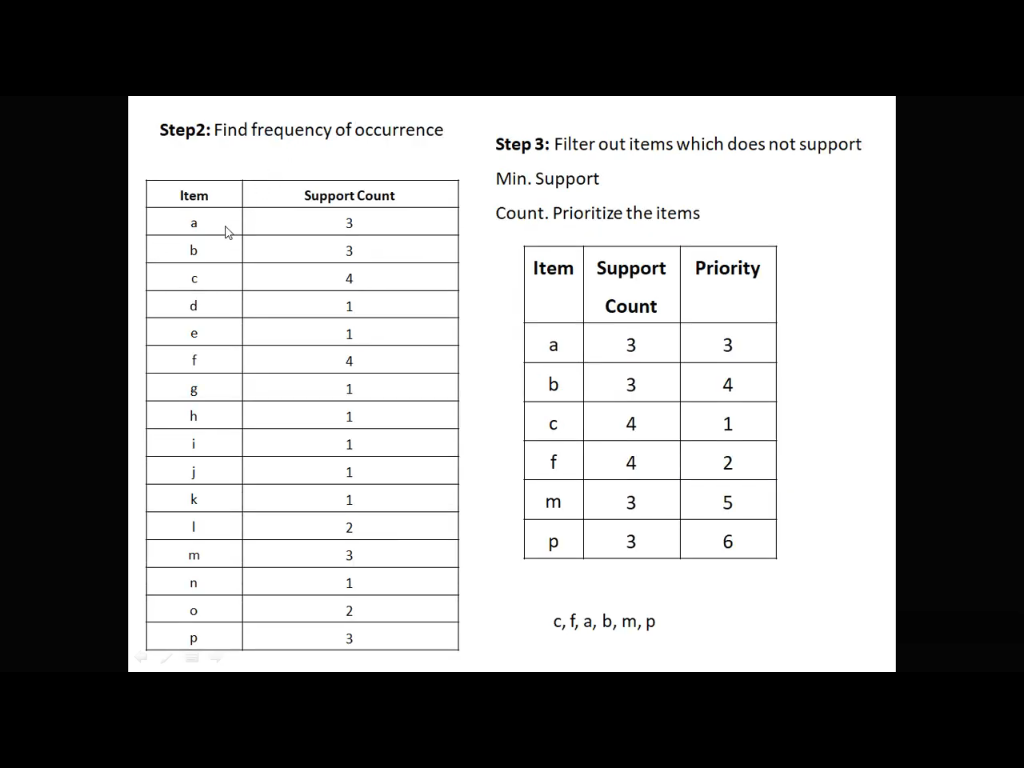 Step2: Find frequency of occurrence
Item Support Count
a 3
b 3
c 4
d 1
e 1
f 4
g 1
h 1
i 1
j 1
k 1
l 2
m 3
n 1
o 2
p 3
Step 3: Filter out items which does not support
Min. Support
Count. Prioritize the items
Item Support Priority
Count
a 3 3
b 3 4
c 4 1
f 4 2
m 3 5
p 3 6
c, f, a, b, m, p